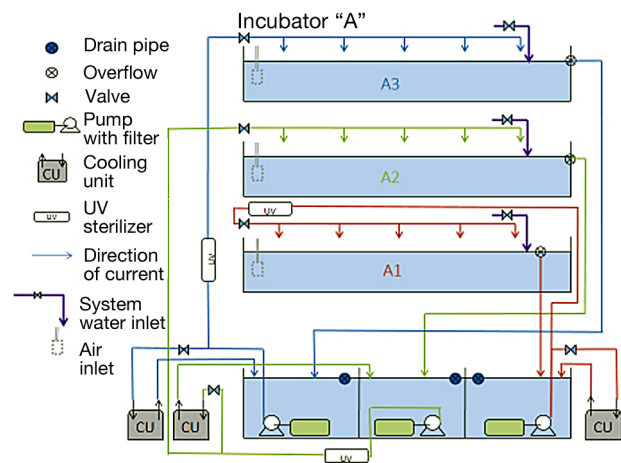 Incubator “A”
Drain pipe
Overflow
Valve
Pump
with filter
CU
Cooling
unit
UV
UV
sterilizer
Direction
of current
System
water inlet
Air
inlet
A3
A2
UV
A1
UV
CU
CU
CU
UV